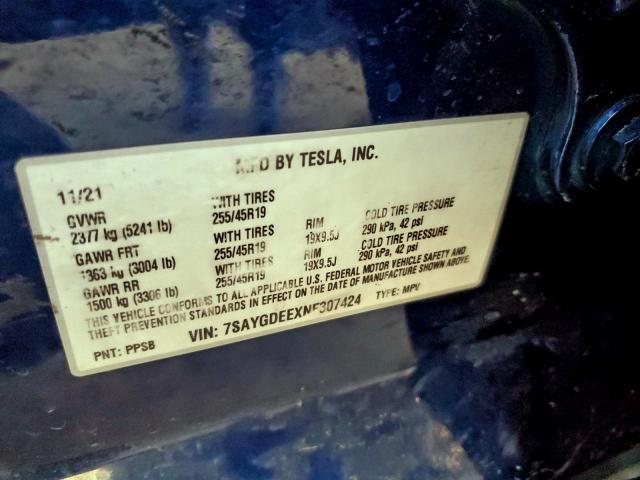 MFD BY TESLA, INC.
11/21
GVWR WITH TIRES
2377 kg (5241 lb) 255/45R19 RIM COLD TIRE PRESSURE
GAWR FRT WITH TIRES 19X9.5J 290 kPa, 42 psi
1363 kg (3004 lb) 255/45R19 RIM COLD TIRE PRESSURE
GAWR RR WITH TIRES 19X9.5J 290 kPa, 42 psi
1500 kg (3306 lb) 255/45R19
THIS VEHICLE CONFORMS TO ALL APPLICABLE U.S. FEDERAL MOTOR VEHICLE SAFETY AND
THEFT PREVENTION STANDARDS IN EFFECT ON THE DATE OF MANUFACTURE SHOWN ABOVE.
PNT: PPSB VIN: 7SAYGDEEXNF307424 TYPE: MPV